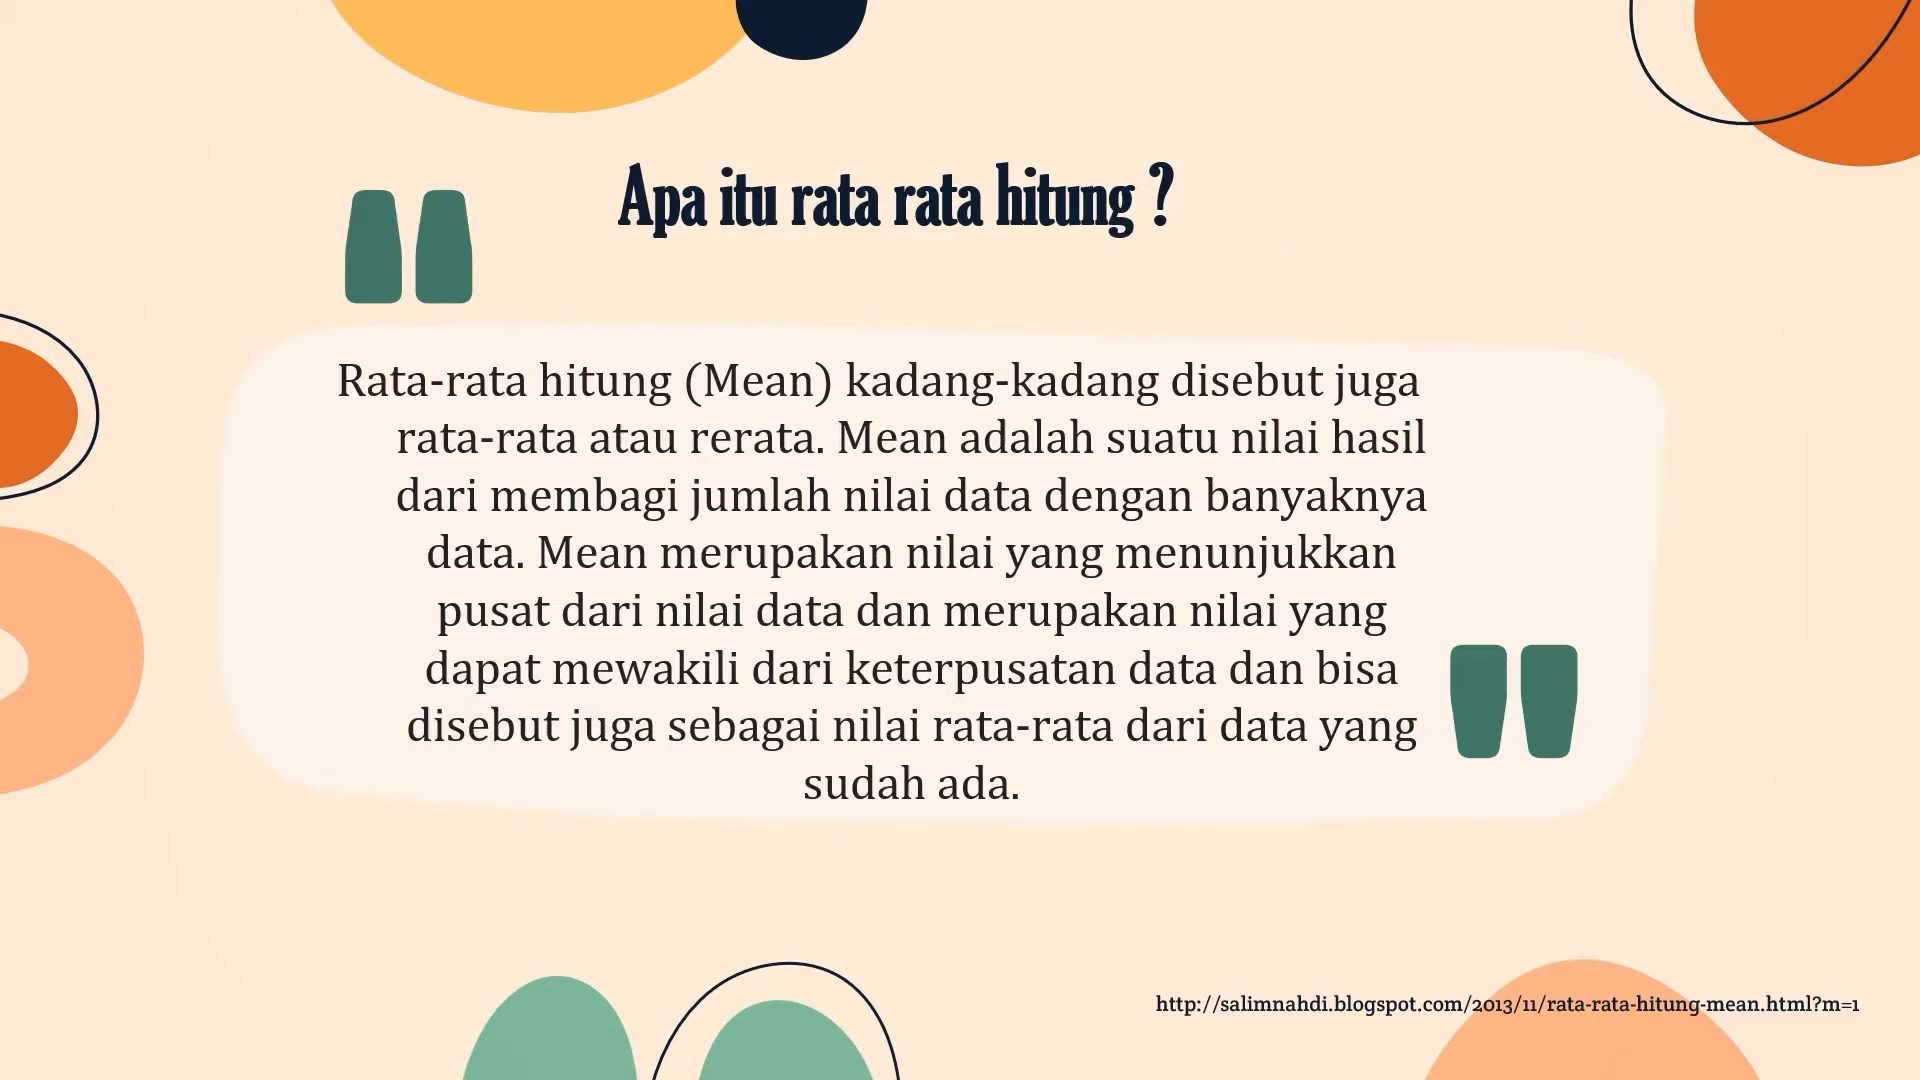 Apa itu rata rata hitung ?
Rata-rata hitung (Mean) kadang-kadang disebut juga
rata-rata atau rerata. Mean adalah suatu nilai hasil
dari membagi jumlah nilai data dengan banyaknya
data. Mean merupakan nilai yang menunjukkan
pusat dari nilai data dan merupakan nilai yang
dapat mewakili dari keterpusatan data dan bisa
disebut juga sebagai nilai rata-rata dari data yang
sudah ada.
http://salimnahdi.blogspot.com/2013/11/rata-rata-hitung-mean.html?m=1